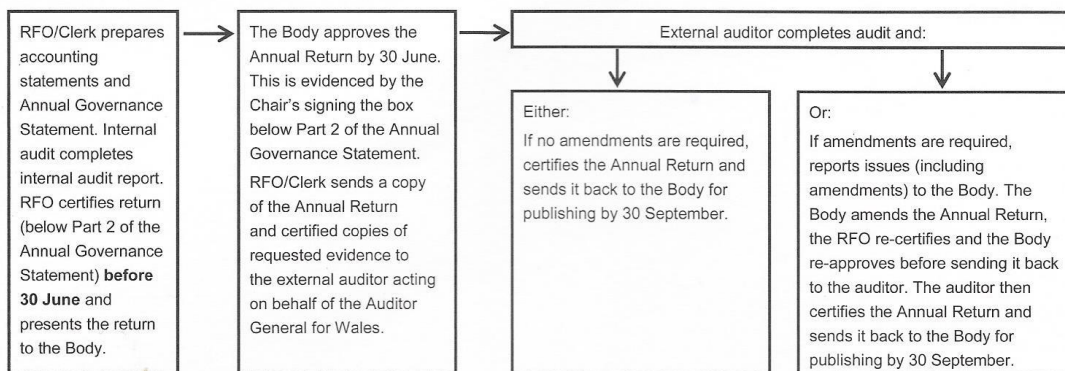 RFO/Clerk prepares
accounting
statements and
Annual Governance
Statement. Internal
audit completes
internal audit report.
RFO certifies return
(below Part 2 of the
Annual Governance
Statement) before
30 June and
presents the return
to the Body.
The Body approves the
Annual Return by 30 June.
This is evidenced by the
Chair's signing the box
below Part 2 of the Annual
Governance Statement.
RFO/Clerk sends a copy
of the Annual Return
and certified copies of
requested evidence to
the external auditor acting
on behalf of the Auditor
General for Wales.
External auditor completes audit and:
Either:
If no amendments are required,
certifies the Annual Return and
sends it back to the Body for
publishing by 30 September.
Or:
If amendments are required,
reports issues (including
amendments) to the Body. The
Body amends the Annual Return,
the RFO re-certifies and the Body
re-approves before sending it back
to the auditor. The auditor then
certifies the Annual Return and
sends it back to the Body for
publishing by 30 September.